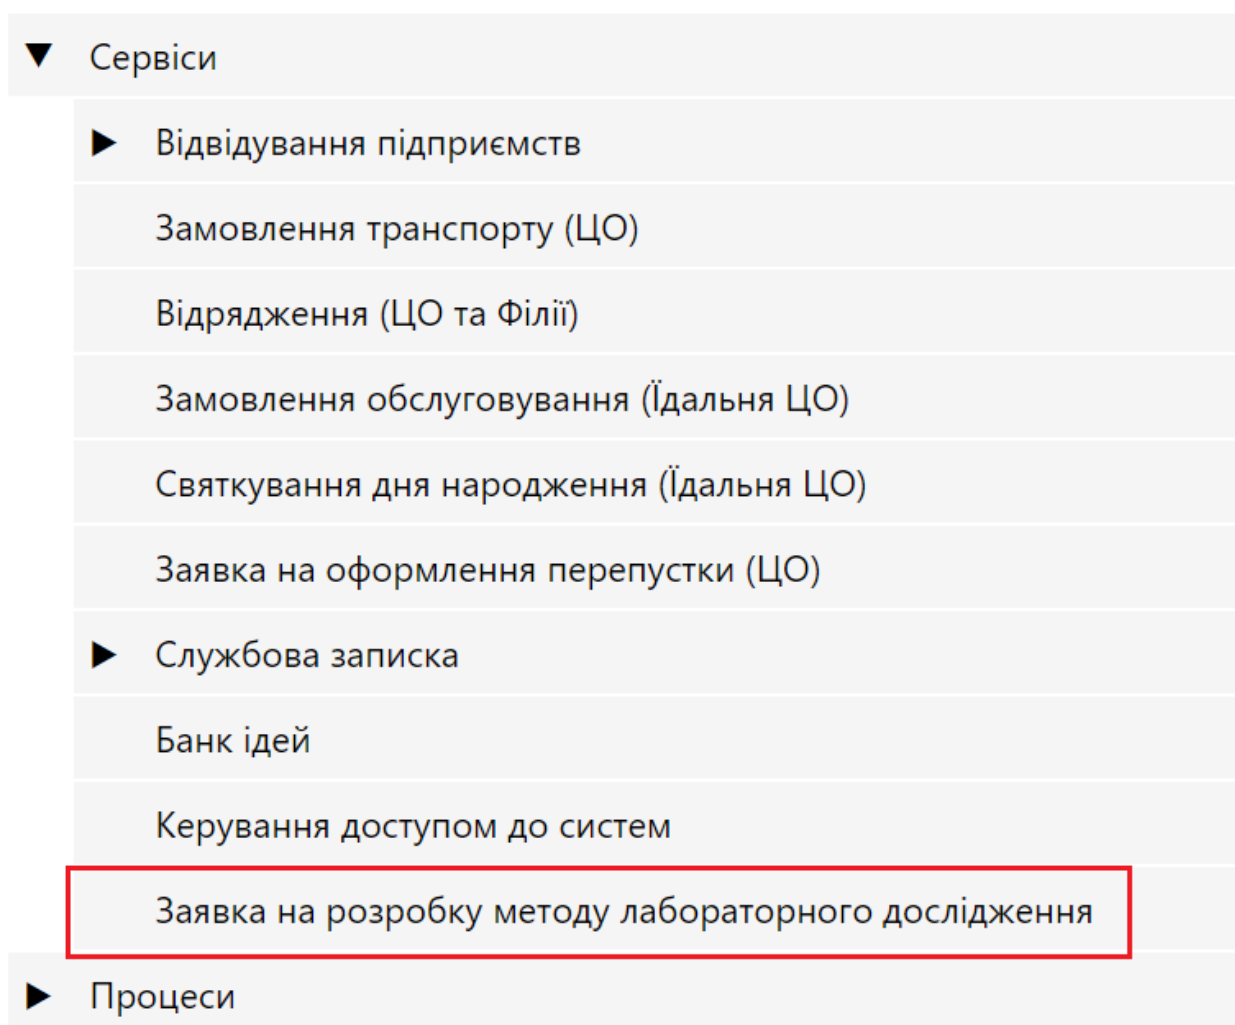 Сервіси
Відвідування підприємств
Замовлення транспорту (ЦО)
Відрядження (ЦО та Філії)
Замовлення обслуговування (Їдальня ЦО)
Святкування дня народження (Їдальня ЦО)
Заявка на оформлення перепустки (ЦО)
Службова записка
Банк ідей
Керування доступом до систем
Заявка на розробку методу лабораторного дослідження
Процеси